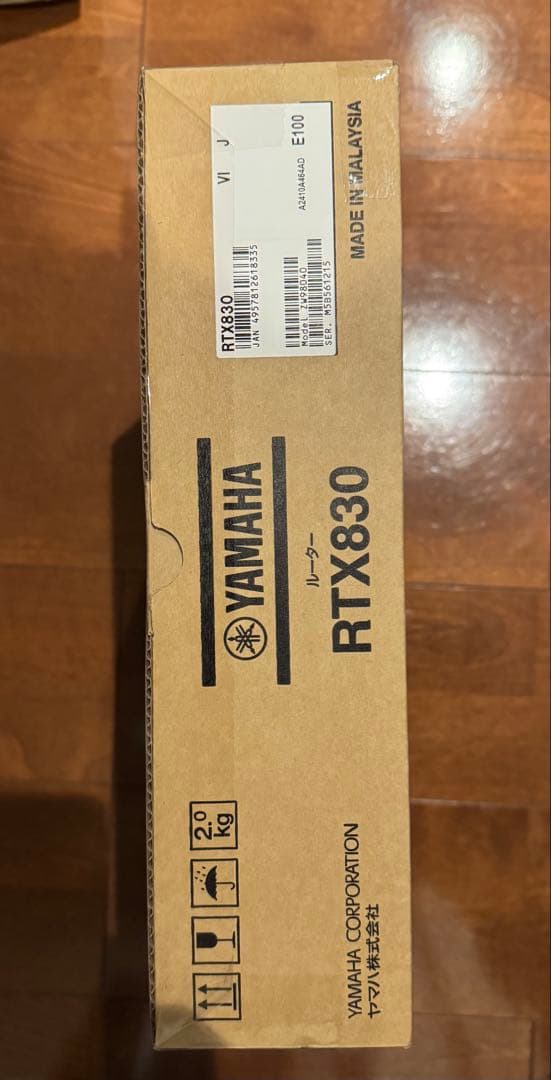 RTX830
VI J
JAN 4957812618335
A2410A464AD E100
Model ZW98040
SER. M5B561215
MADE IN MALAYSIA
YAMAHA
ルーター
RTX830
2.0 kg
YAMAHA CORPORATION
ヤマハ株式会社